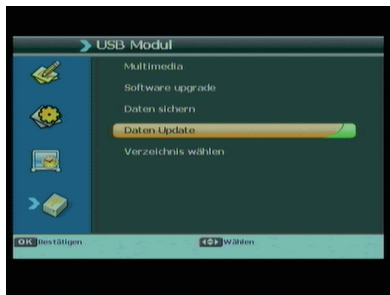 USB Modul
Multimedia
Software upgrade
Daten sichern
Daten Update
Verzeichnis wählen
OK Bestätigen
Wählen